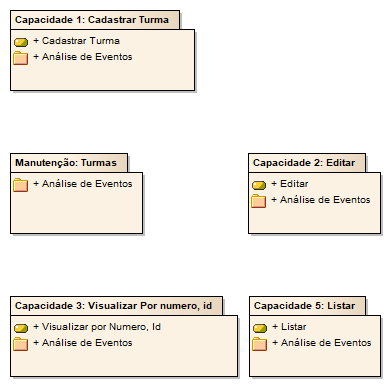 Capacidade 1: Cadastrar Turma
+ Cadastrar Turma
+ Análise de Eventos
Manutenção: Turmas
+ Análise de Eventos
Capacidade 2: Editar
+ Editar
+ Análise de Eventos
Capacidade 3: Visualizar Por numero, id
+ Visualizar por Numero, Id
+ Análise de Eventos
Capacidade 5: Listar
+ Listar
+ Análise de Eventos